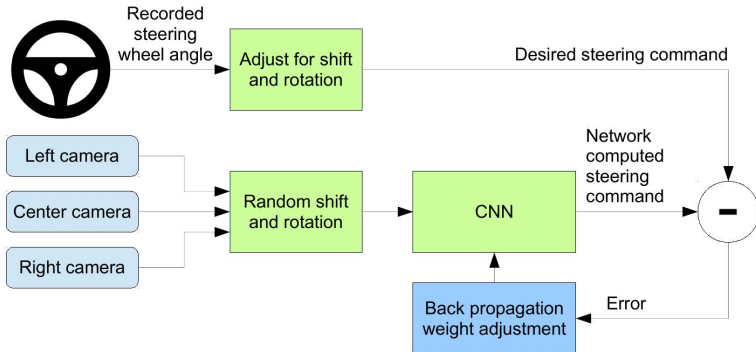 Recorded
steering
wheel angle
Adjust for shift
and rotation
Desired steering command
Left camera
Center camera
Right camera
Random shift
and rotation
CNN
Network
computed
steering
command
-
Back propagation
weight adjustment
Error